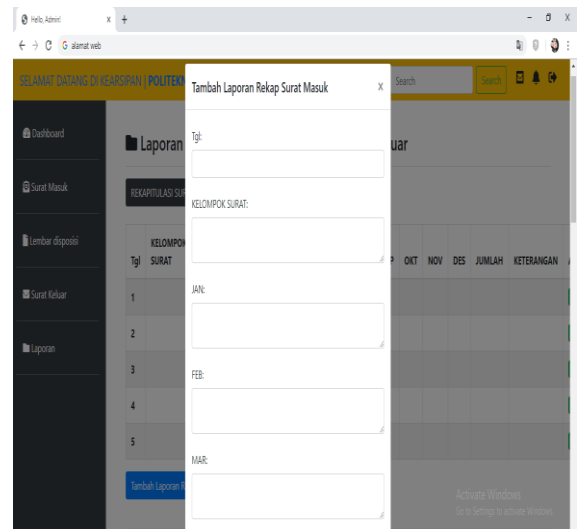 Hello, Admin!
alamat web
SELAMAT DATANG DI KEARSIPAN | POLITEKN
Search
Search
Tambah Laporan Rekap Surat Masuk
X
Dashboard
Surat Masuk
Lembar disposisi
Surat Keluar
Laporan
Laporan
uar
REKAPITULASI SUR
Tgl
KELOMPOK
SURAT
P OKT NOV DES JUMLAH KETERANGAN
1
2
3
4
5
Tambah Laporan R
Tgl:
KELOMPOK SURAT:
JAN:
FEB:
MAR:
Activate Windows
Go to Settings to activate Windows.